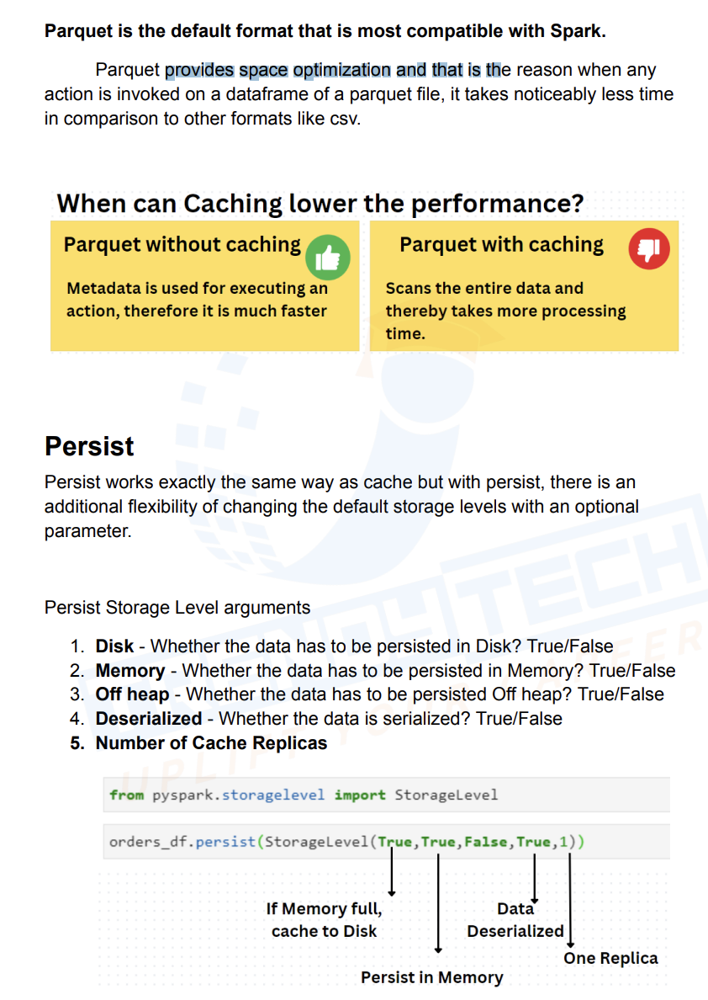 Parquet is the default format that is most compatible with Spark.
Parquet provides space optimization and that is the reason when any
action is invoked on a dataframe of a parquet file, it takes noticeably less time
in comparison to other formats like csv.
When can Caching lower the performance?
Parquet without caching
Metadata is used for executing an
action, therefore it is much faster
Parquet with caching
Scans the entire data and
thereby takes more processing
time.
Persist
Persist works exactly the same way as cache but with persist, there is an
additional flexibility of changing the default storage levels with an optional
parameter.
Persist Storage Level arguments
1. Disk - Whether the data has to be persisted in Disk? True/False
2. Memory - Whether the data has to be persisted in Memory? True/False
3. Off heap - Whether the data has to be persisted Off heap? True/False
4. Deserialized - Whether the data is serialized? True/False
5. Number of Cache Replicas
from pyspark.storagelevel import StorageLevel
orders_df.persist(StorageLevel(True,True,False,True,1))
If Memory full,
cache to Disk
Data
Deserialized
One Replica
Persist in Memory